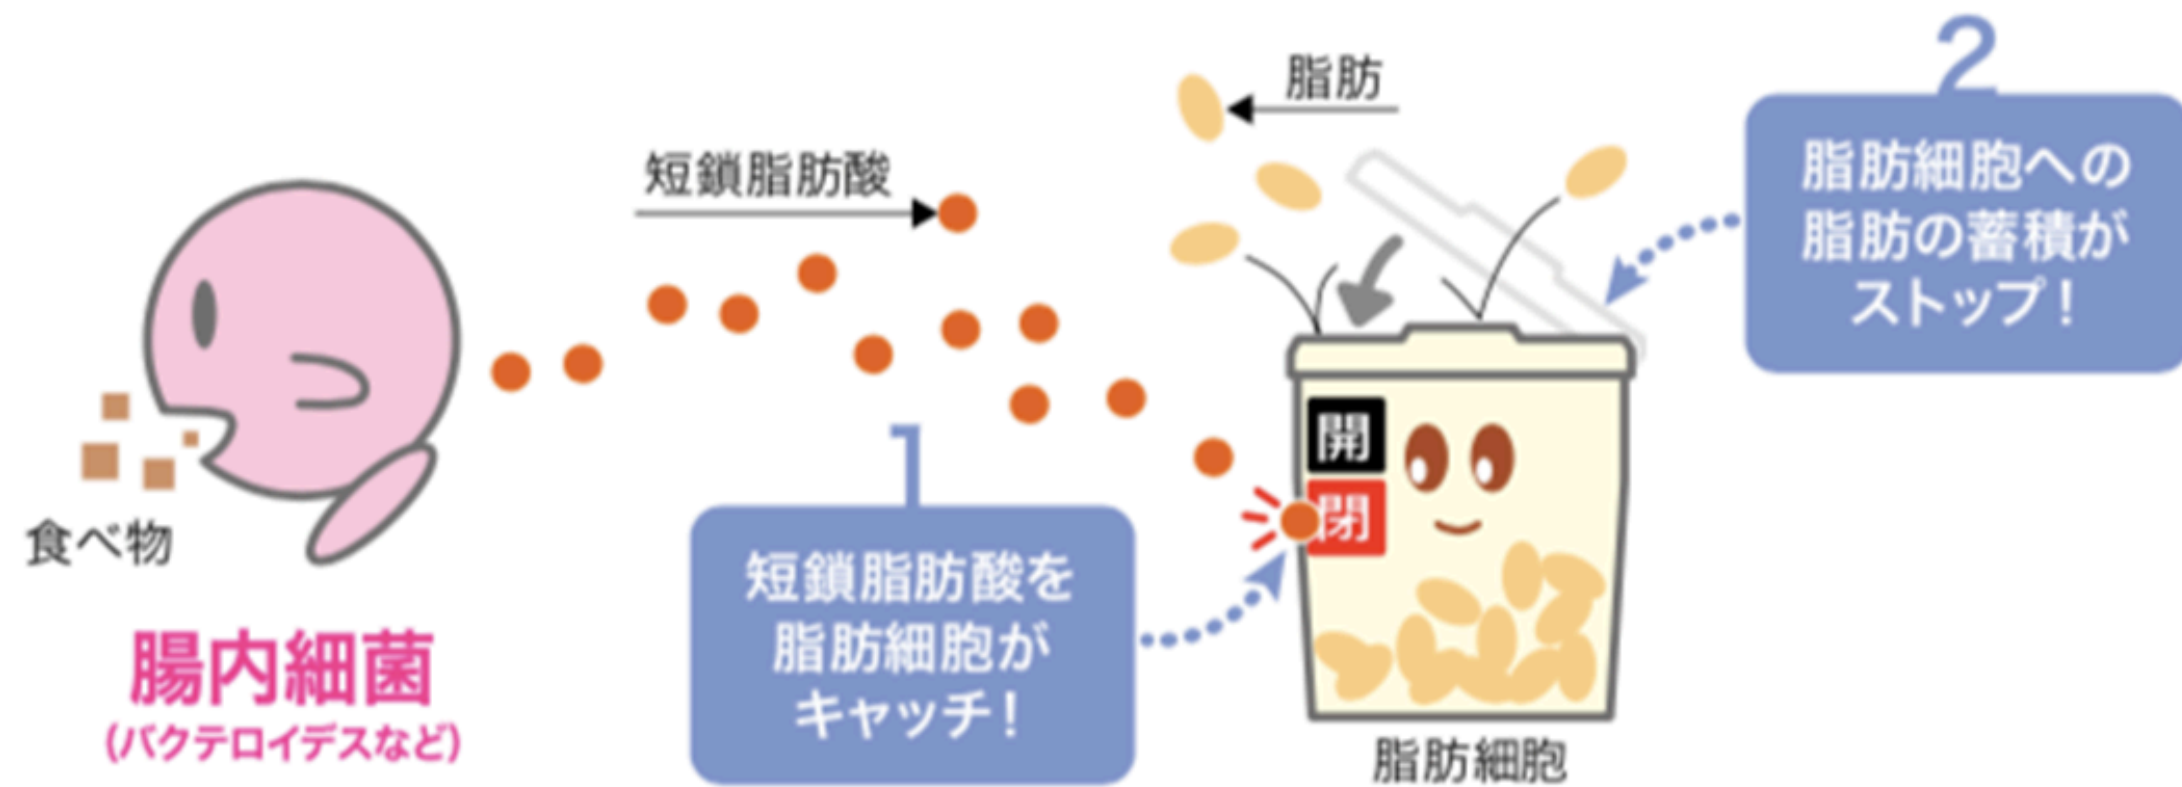 食べ物
腸内細菌
(バクテロイデスなど)
短鎖脂肪酸
1
短鎖脂肪酸を
脂肪細胞が
キャッチ！
脂肪
開
閉
脂肪細胞
2
脂肪細胞への
脂肪の蓄積が
ストップ！